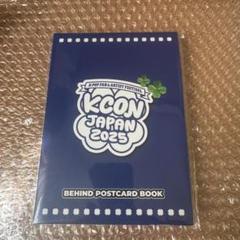 K-POP FAN & ARTIST FESTIVAL
KCON
JAPAN
2025
BEHIND POSTCARD BOOK